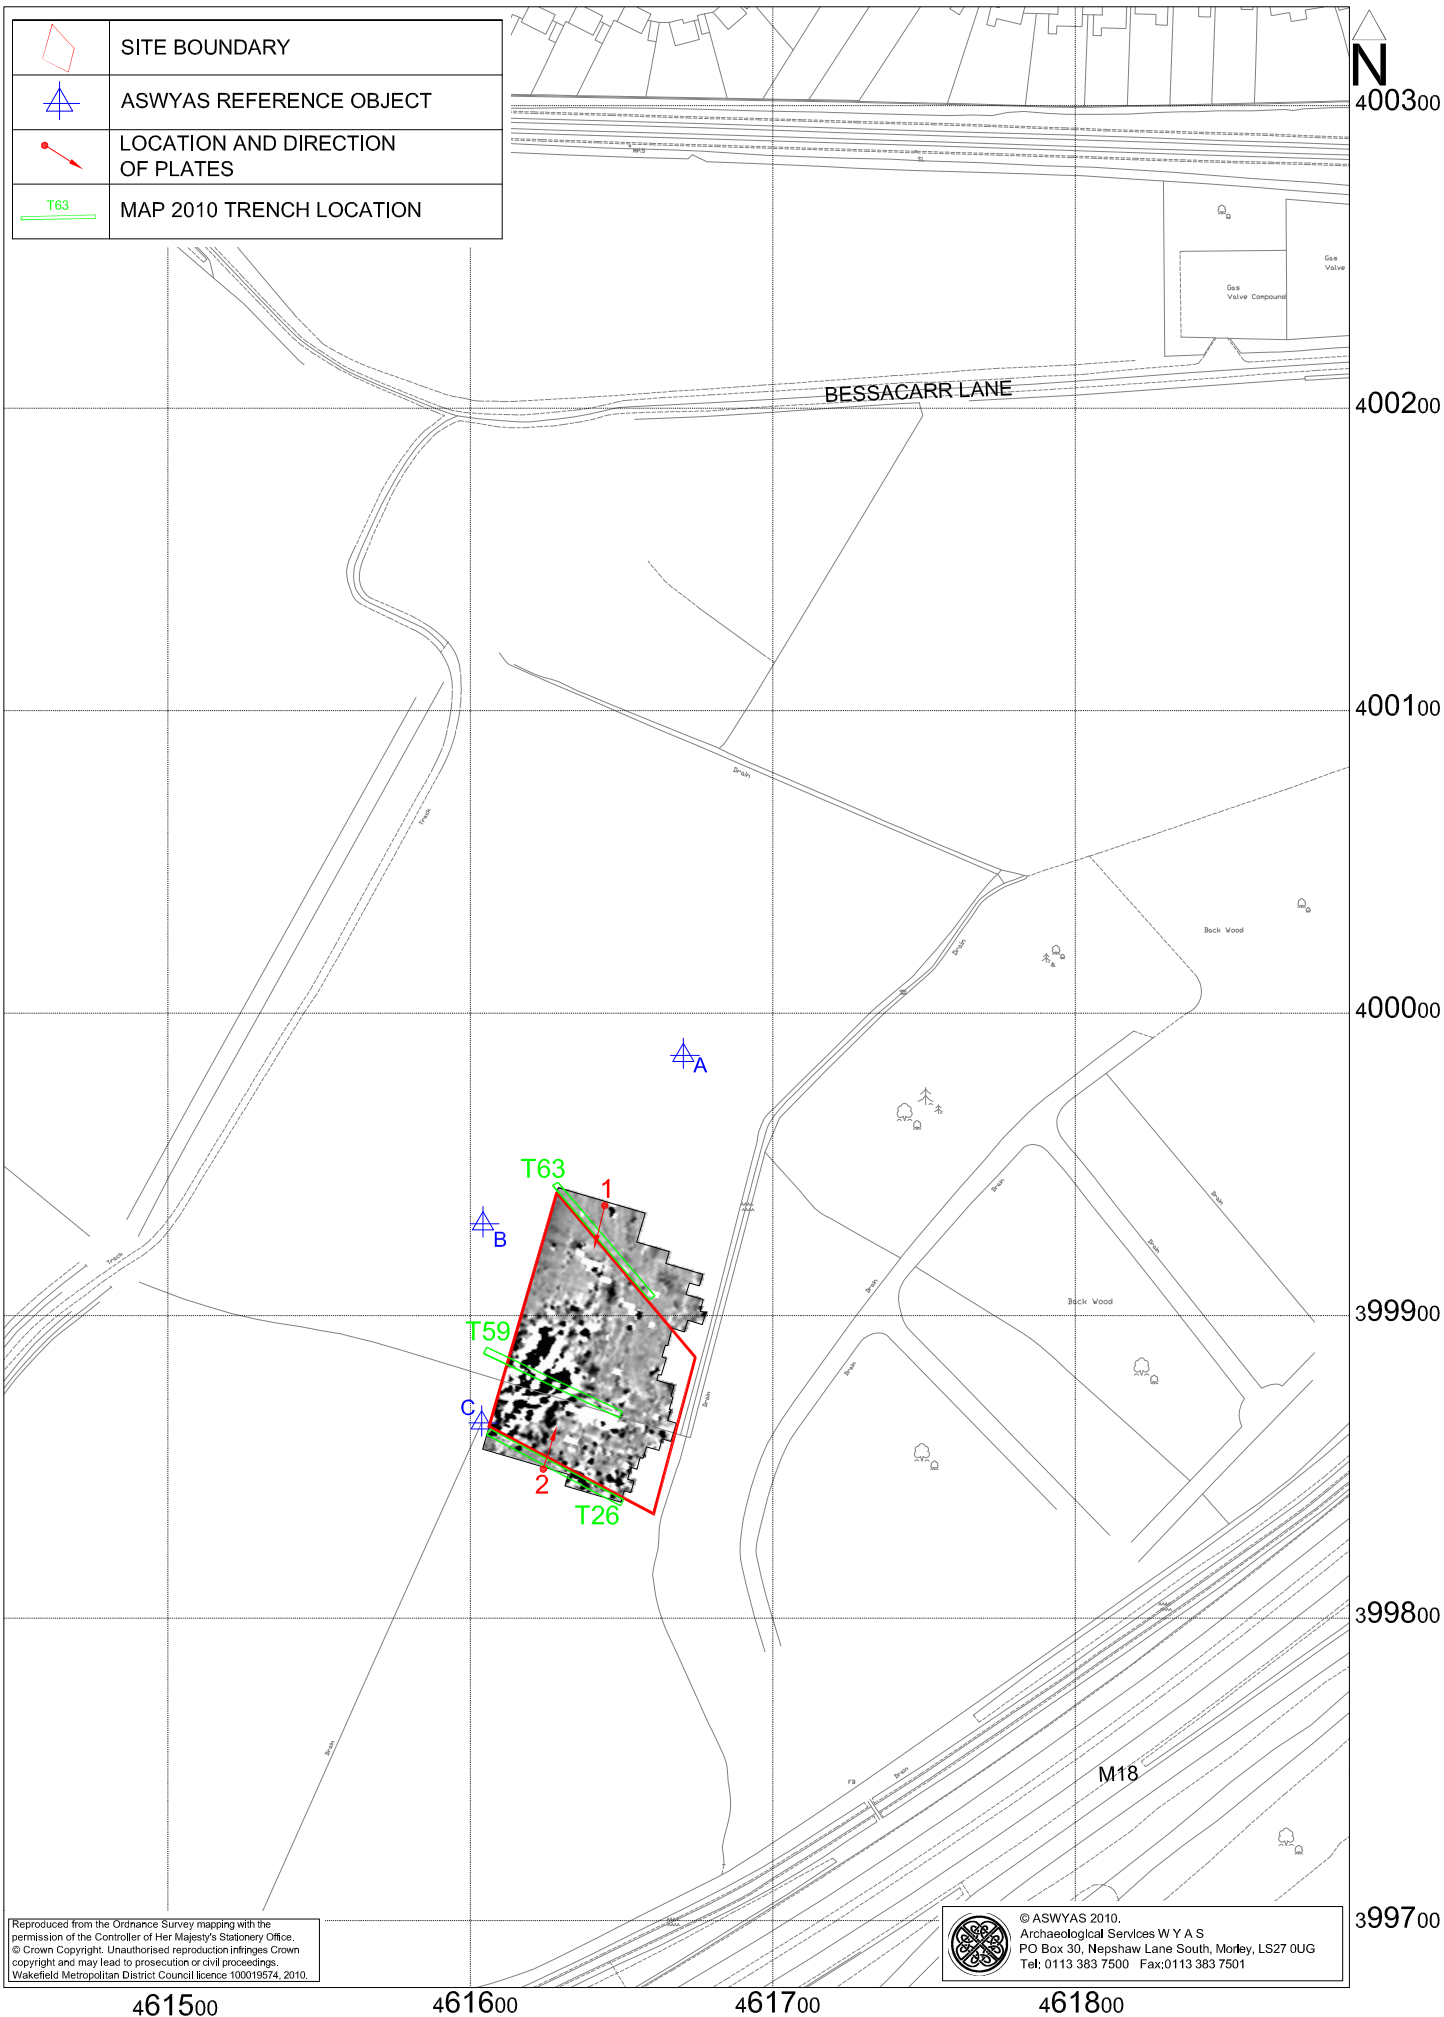 SITE BOUNDARY
ASWYAS REFERENCE OBJECT
LOCATION AND DIRECTION
OF PLATES
T63
MAP 2010 TRENCH LOCATION
N
400300
Gas
Valve
Gas
Valve Compound
BESSACARR LANE
400200
400100
Drain
Track
Back Wood
Drain
400000
A
T63
1
Drain
Drain
B
Track
Drain
Drain
Back Wood
399900
T59
Drain
Drain
C
2
T26
399800
Drain
FB
Drain
M18
Reproduced from the Ordnance Survey mapping with the
permission of the Controller of Her Majesty's Stationery Office.
© Crown Copyright. Unauthorised reproduction infringes Crown
copyright and may lead to prosecution or civil proceedings.
Wakefield Metropolitan District Council licence 100019574, 2010.
© ASWYAS 2010.
Archaeological Services W Y A S
PO Box 30, Nepshaw Lane South, Morley, LS27 0UG
Tel: 0113 383 7500 Fax:0113 383 7501
399700
461500
461600
461700
461800